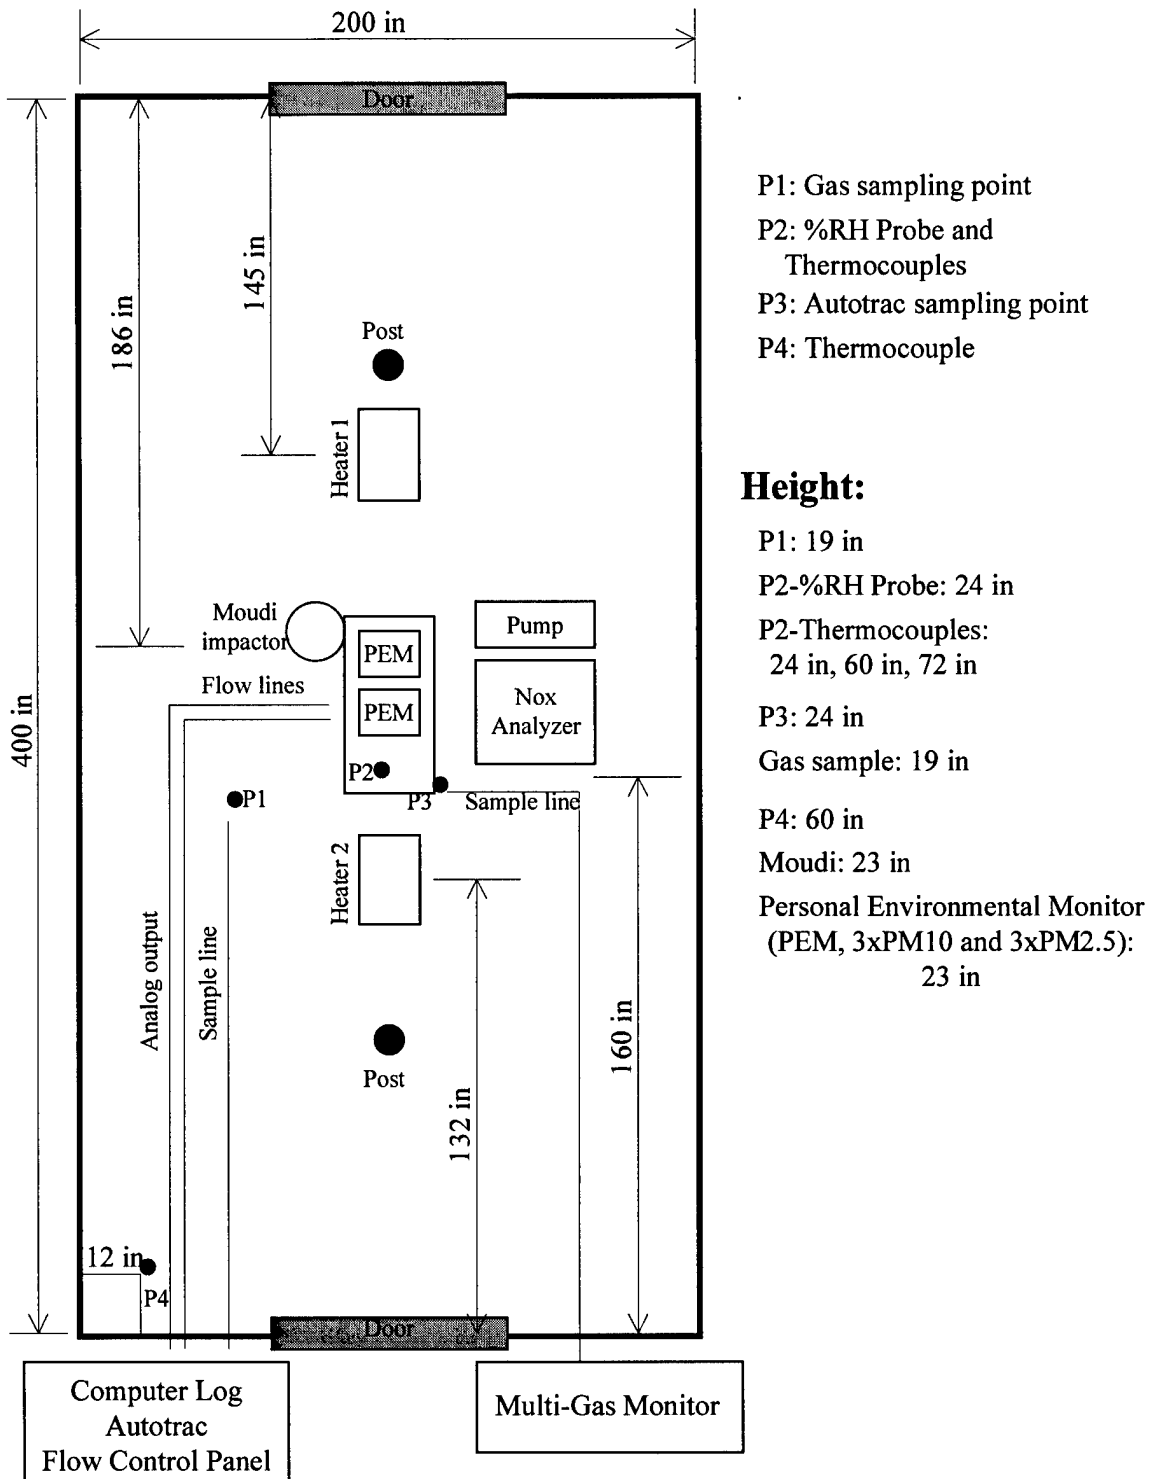 200 in
Door
P1: Gas sampling point
P2: %RH Probe and
Thermocouples
P3: Autotrac sampling point
P4: Thermocouple
145 in
186 in
Post
Heater 1
Height:
P1: 19 in
P2-%RH Probe: 24 in
P2-Thermocouples:
24 in, 60 in, 72 in
P3: 24 in
Gas sample: 19 in
P4: 60 in
Moudi: 23 in
Personal Environmental Monitor
(PEM, 3xPM10 and 3xPM2.5):
23 in
Moudi
impactor
PEM
Pump
Flow lines
PEM
Nox
Analyzer
400 in
P2
P1
P3
Sample line
Heater 2
Analog output
Sample line
160 in
Post
132 in
12 in
P4
Door
Computer Log
Autotrac
Flow Control Panel
Multi-Gas Monitor